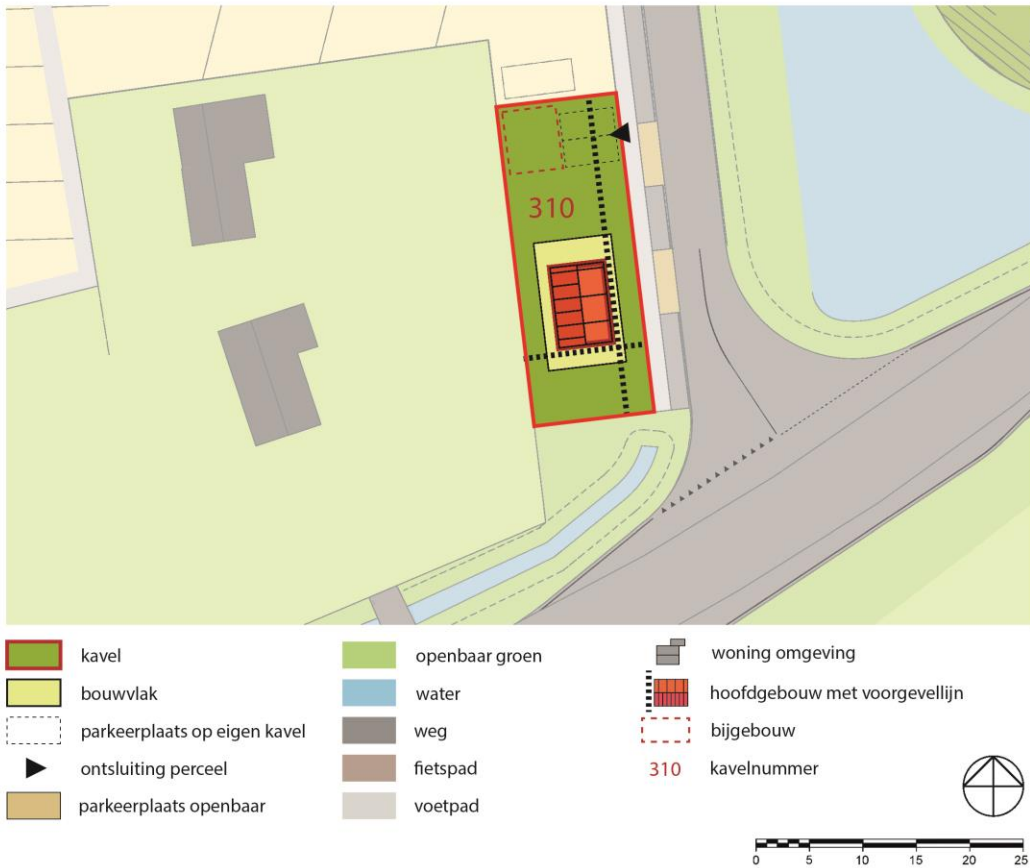 310
kavel
bouwvlak
parkeerplaats op eigen kavel
ontsluiting perceel
parkeerplaats openbaar
openbaar groen
water
weg
fietspad
voetpad
woning omgeving
hoofdgebouw met voorgevellijn
bijgebouw
310 kavelnummer
0 5 10 15 20 25